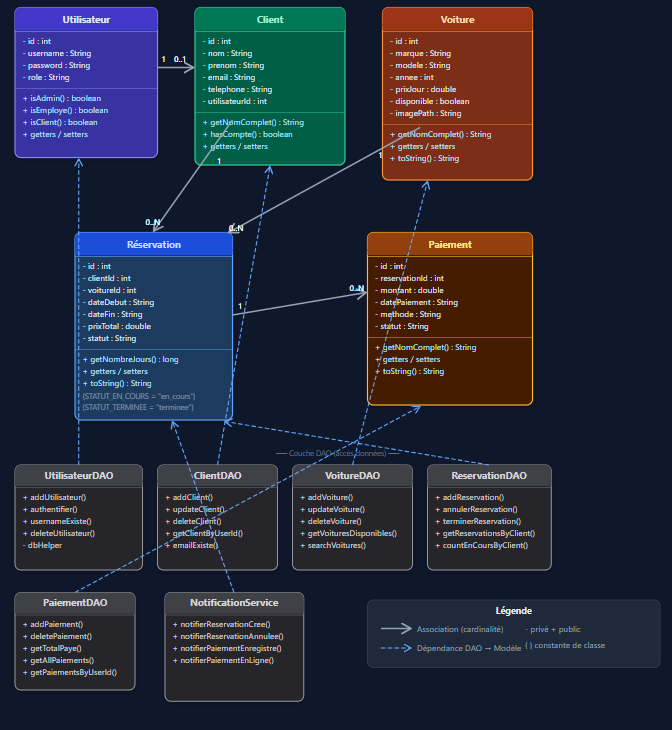 Utilisateur
- id : int
- username : String
- password : String
- role : String
+ isAdmin() : boolean
+ isEmploye() : boolean
+ isClient() : boolean
+ getters / setters
1
0..1
Client
- id : int
- nom : String
- prenom : String
- email : String
- telephone : String
- utilisateurId : int
+ getNomComplet() : String
+ hasCompte() : boolean
+ getters / setters
1
Voiture
- id : int
- marque : String
- modele : String
- annee : int
- prixJour : double
- disponible : boolean
- imagePath : String
+ getNomComplet() : String
+ getters / setters
+ toString() : String
1
0..N
0..N
Réservation
- id : int
- clientId : int
- voitureId : int
- dateDebut : String
- dateFin : String
- prixTotal : double
- statut : String
+ getNombreJours() : long
+ getters / setters
+ toString() : String
(STATUT_EN_COURS = "en_cours")
(STATUT_TERMINEE = "terminee")
1
0..N
Paiement
- id : int
- reservationId : int
- montant : double
- datePaiement : String
- methode : String
- statut : String
+ getNomComplet() : String
+ getters / setters
+ toString() : String
── Couche DAO (accès données) ──
UtilisateurDAO
+ addUtilisateur()
+ authentifier()
+ usernameExiste()
+ deleteUtilisateur()
- dbHelper
ClientDAO
+ addClient()
+ updateClient()
+ deleteClient()
+ getClientByUserId()
+ emailExiste()
VoitureDAO
+ addVoiture()
+ updateVoiture()
+ deleteVoiture()
+ getVoituresDisponibles()
+ searchVoitures()
ReservationDAO
+ addReservation()
+ annulerReservation()
+ terminerReservation()
+ getReservationsByClient()
+ countEnCoursByClient()
PaiementDAO
+ addPaiement()
+ deletePaiement()
+ getTotalPaye()
+ getAllPaiements()
+ getPaiementsByUserId()
NotificationService
+ notifierReservationCree()
+ notifierReservationAnnulee()
+ notifierPaiementEnregistre()
+ notifierPaiementEnLigne()
Légende
Association (cardinalité)
- privé + public
Dépendance DAO → Modèle
( ) constante de classe